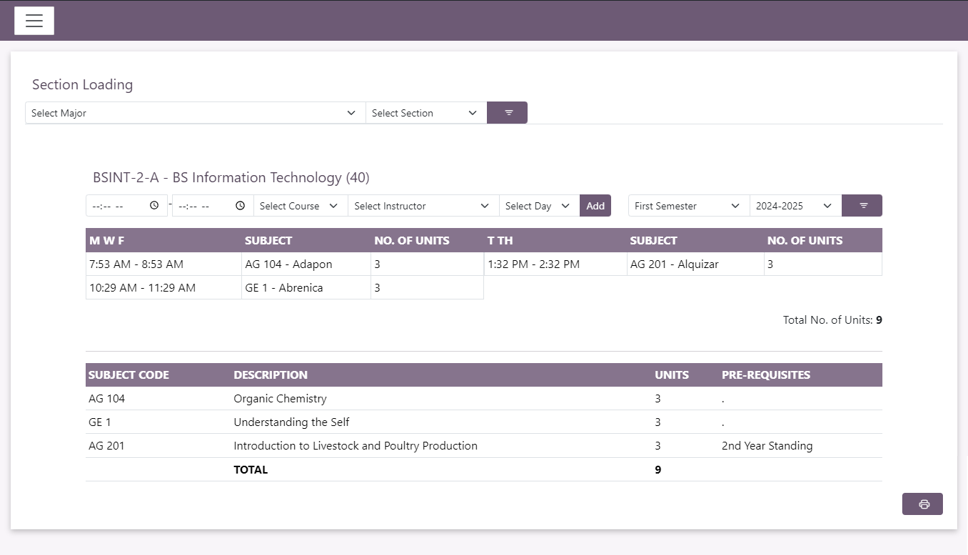 Section Loading
Select Major Select Section
BSINT-2-A - BS Information Technology (40)
--:-- -- - --:-- -- Select Course Select Instructor Select Day Add First Semester 2024-2025
M W F SUBJECT NO. OF UNITS T TH SUBJECT NO. OF UNITS
7:53 AM - 8:53 AM AG 104 - Adapon 3 1:32 PM - 2:32 PM AG 201 - Alquizar 3
10:29 AM - 11:29 AM GE 1 - Abrenica 3
Total No. of Units: 9
SUBJECT CODE DESCRIPTION UNITS PRE-REQUISITES
AG 104 Organic Chemistry 3 .
GE 1 Understanding the Self 3 .
AG 201 Introduction to Livestock and Poultry Production 3 2nd Year Standing
TOTAL 9